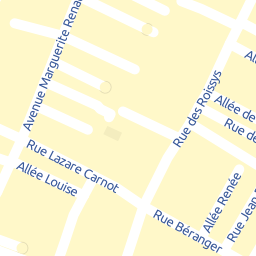 Avenue Marguerite Rena
Rue des Roissys
Allée de
Rue de
Rue Lazare Carnot
Allée Louise
Rue Béranger
Allée Renée
Rue Jean